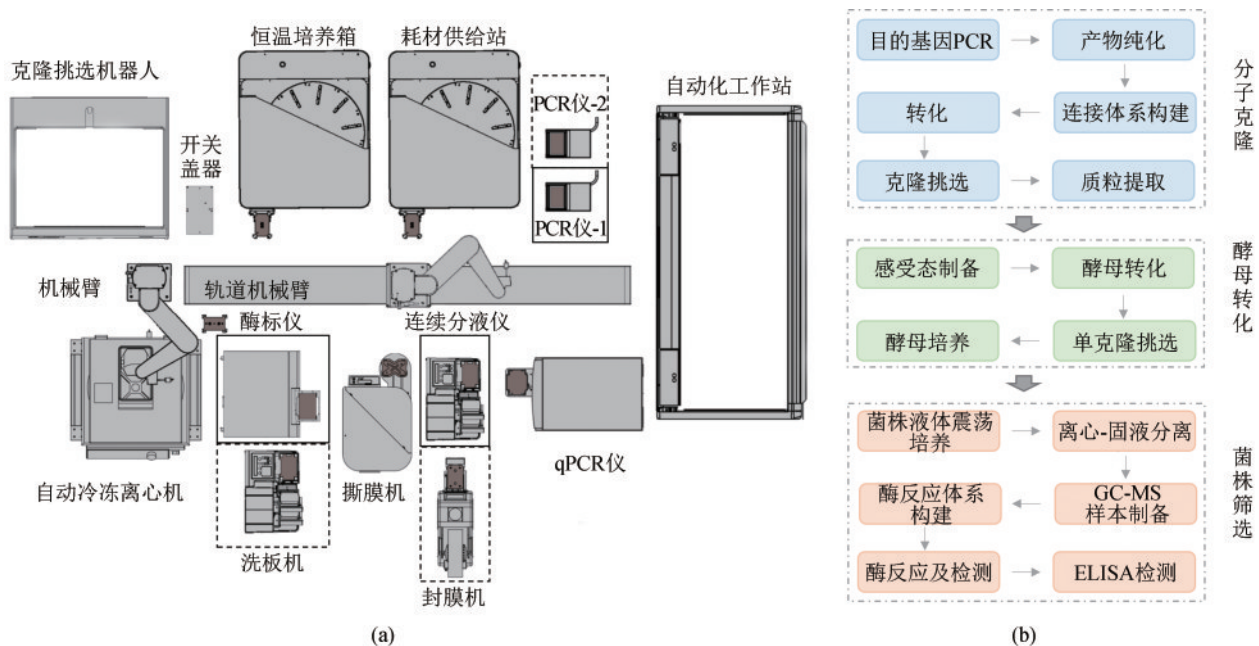 恒温培养箱
耗材供给站
克隆挑选机器人
开关
盖器
PCR仪-2
PCR仪-1
自动化工作站
机械臂
轨道机械臂
酶标仪
连续分液仪
自动冷冻离心机
洗板机
撕膜机
封膜机
qPCR仪
(a)
(b)
目的基因PCR
产物纯化
转化
连接体系构建
克隆挑选
质粒提取
分子克隆
感受态制备
酵母转化
酵母培养
单克隆挑选
酵母转化
菌株液体震荡
培养
离心-固液分离
酶反应体系
构建
GC-MS
样本制备
酶反应及检测
ELISA检测
菌株筛选